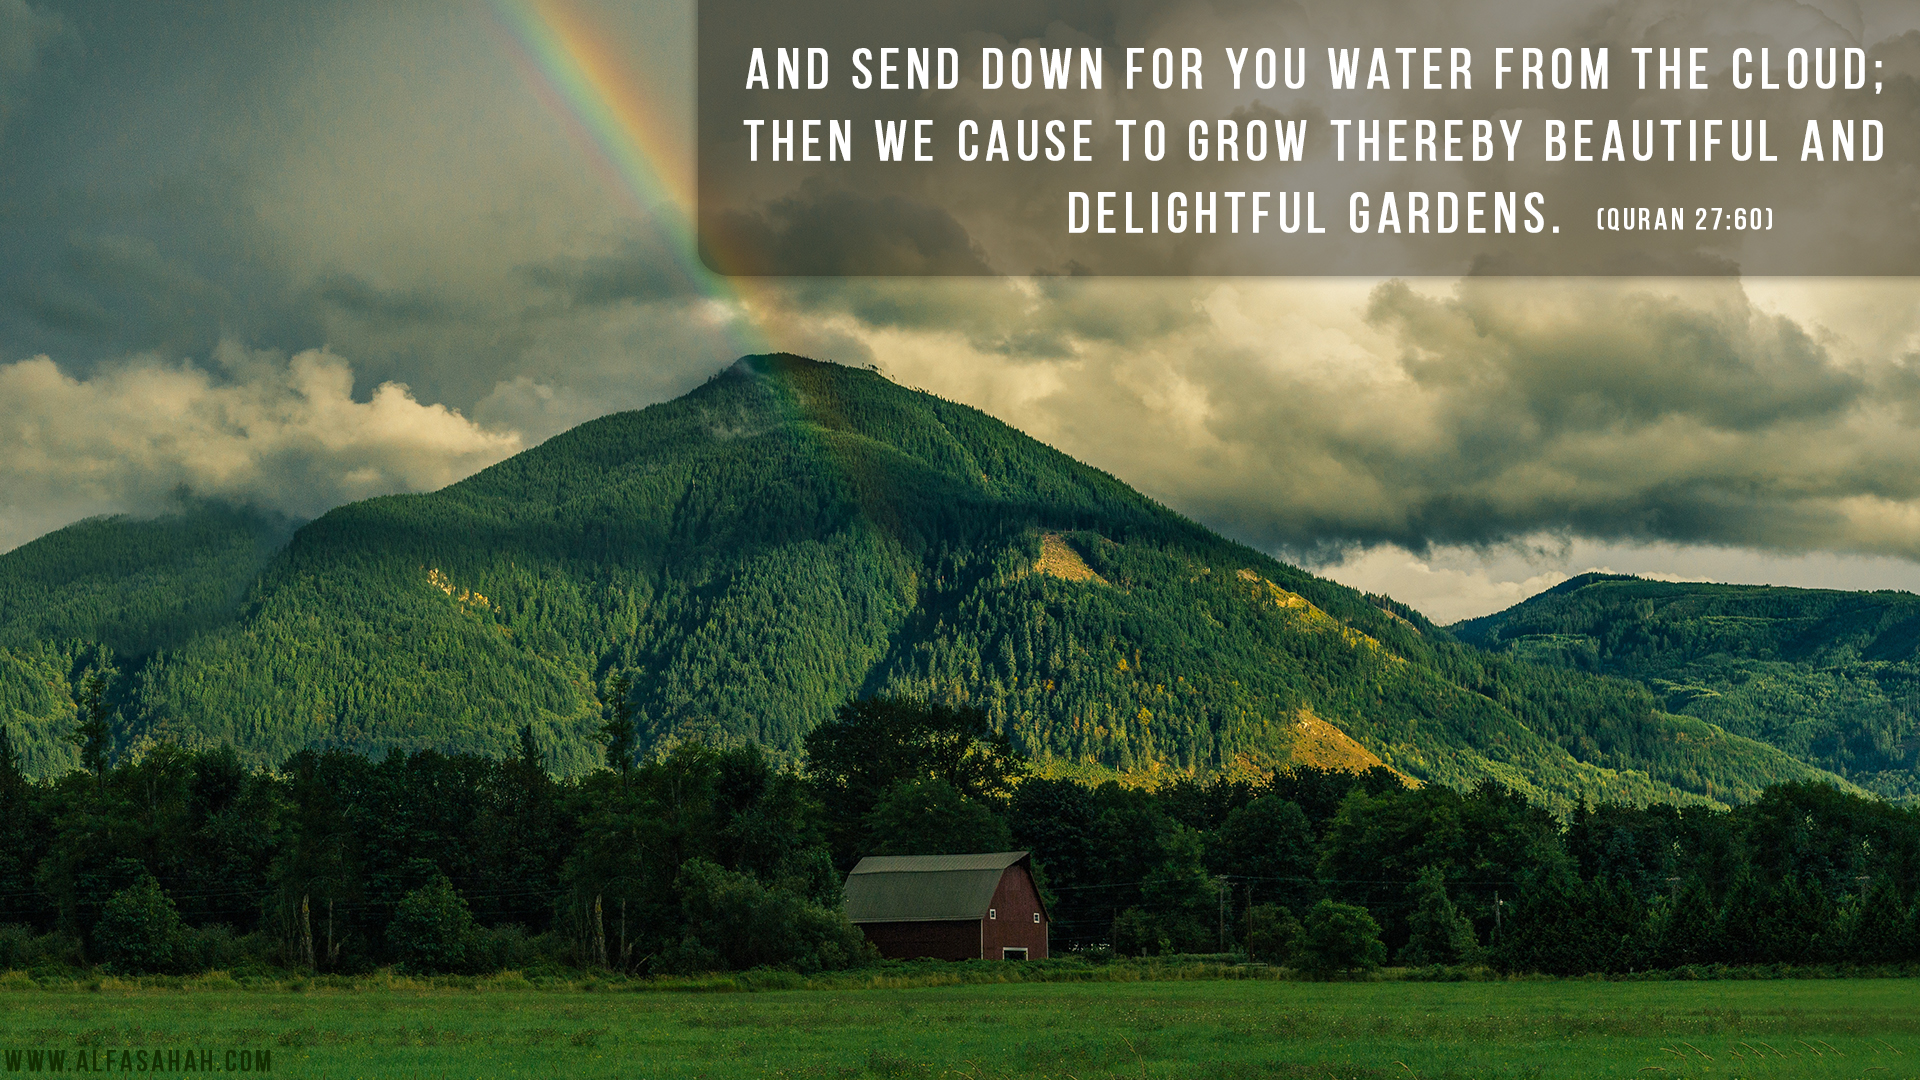 AND SEND DOWN FOR YOU WATER FROM THE CLOUD;
THEN WE CAUSE TO GROW THEREBY BEAUTIFUL AND
DELIGHTFUL GARDENS. (QURAN 27:60)
WWW.ALFASAHAH.COM